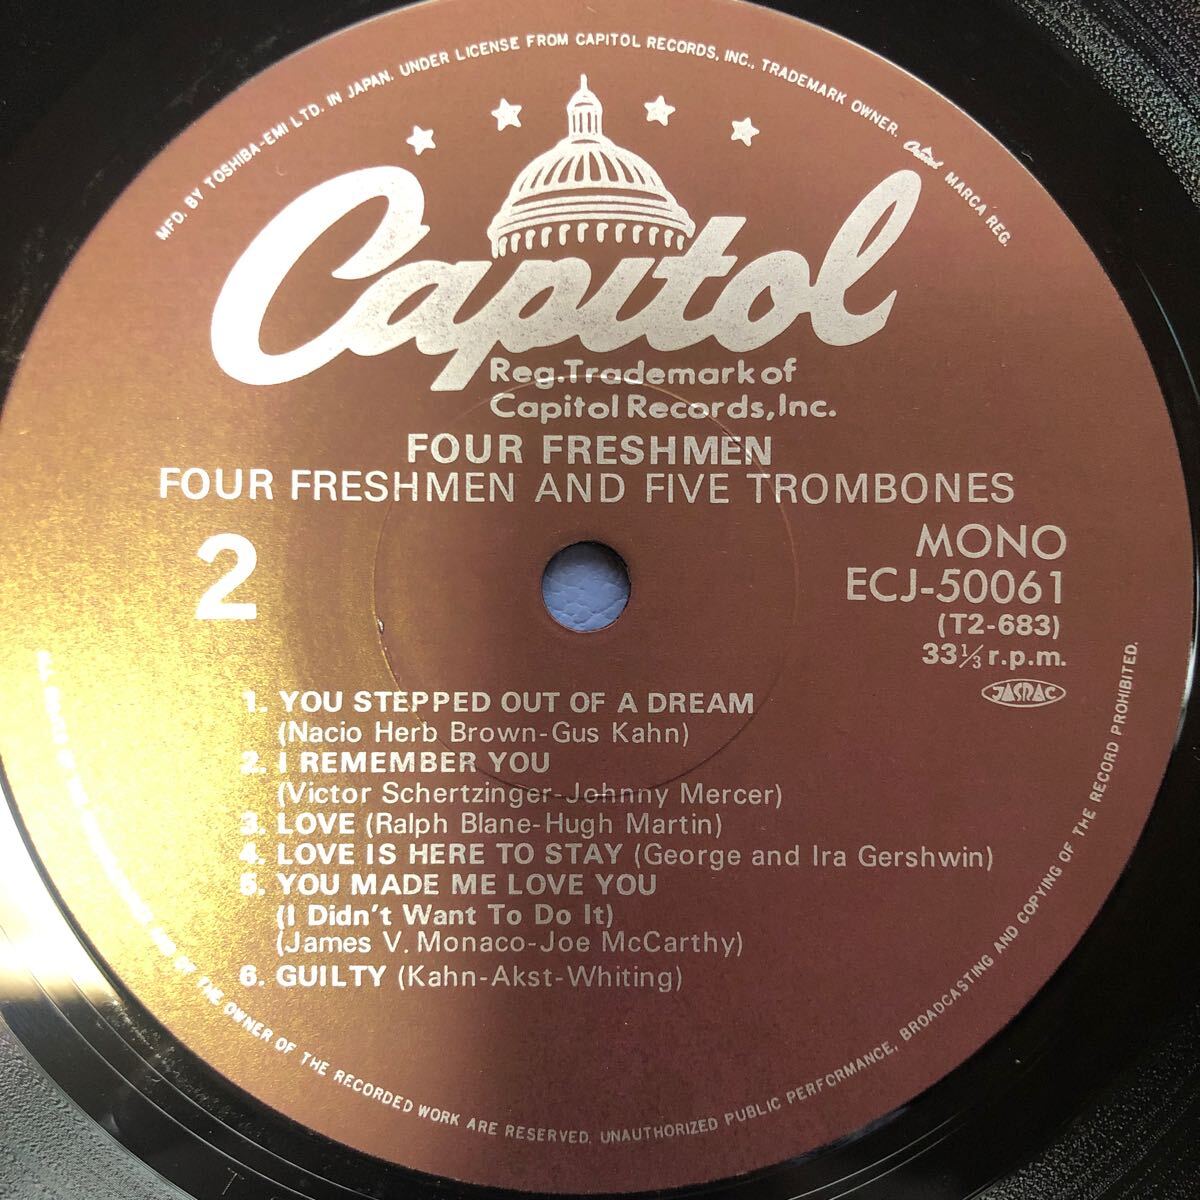 MFD. BY TOSHIBA-EMI LTD. IN JAPAN. UNDER LICENSE FROM CAPITOL RECORDS, INC., TRADEMARK OWNER. Capitol MARCA REG.
Capitol
Reg.Trademark of
Capitol Records,Inc.
FOUR FRESHMEN
FOUR FRESHMEN AND FIVE TROMBONES
2
MONO
ECJ-50061
(T2-683)
33 1/3 r.p.m.
JASRAC
1. YOU STEPPED OUT OF A DREAM
(Nacio Herb Brown-Gus Kahn)
2. I REMEMBER YOU
(Victor Schertzinger-Johnny Mercer)
3. LOVE (Ralph Blane-Hugh Martin)
4. LOVE IS HERE TO STAY (George and Ira Gershwin)
5. YOU MADE ME LOVE YOU
(I Didn't Want To Do It)
(James V. Monaco-Joe McCarthy)
6. GUILTY (Kahn-Akst-Whiting)
OF THE OWNER OF THE RECORDED WORK ARE RESERVED. UNAUTHORIZED PUBLIC PERFORMANCE, BROADCASTING AND COPYING OF THE RECORD PROHIBITED.